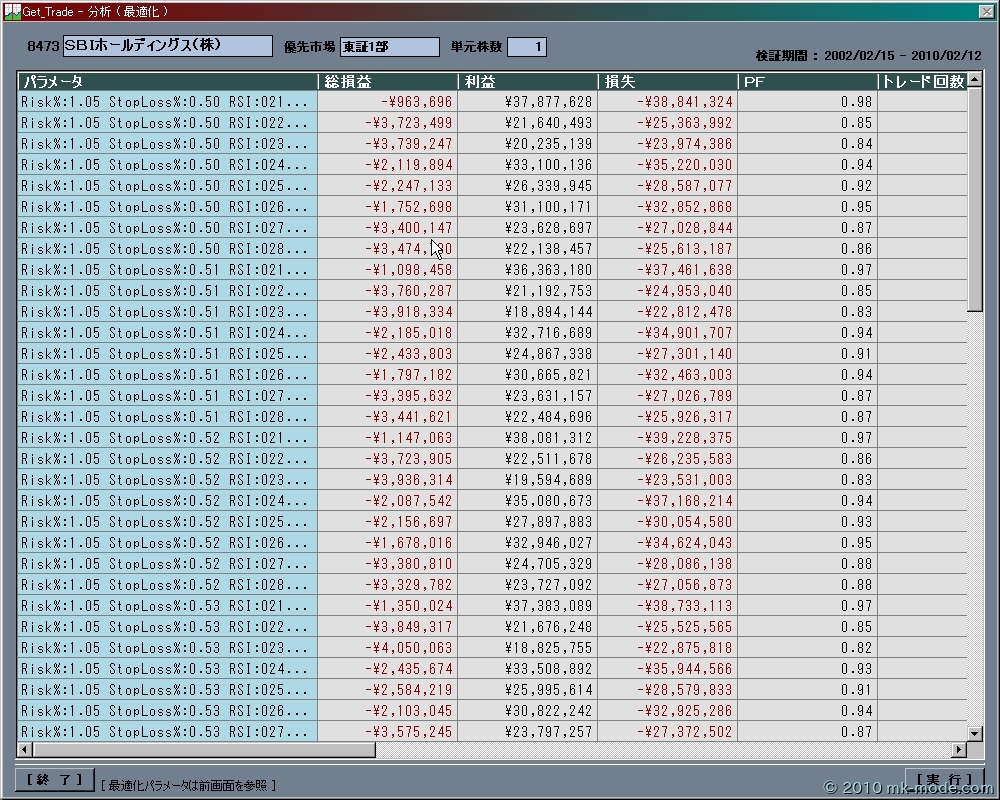 Get_Trade - 分析（最適化）
8473 SBIホールディングス(株) 優先市場 東証1部 単元株数 1
検証期間 : 2002/02/15 - 2010/02/12
パラメータ 総損益 利益 損失 PF トレード回数
Risk%:1.05 StopLoss%:0.50 RSI:021... -¥963,696 ¥37,877,628 -¥38,841,324 0.98
Risk%:1.05 StopLoss%:0.50 RSI:022... -¥3,723,499 ¥21,640,493 -¥25,363,992 0.85
Risk%:1.05 StopLoss%:0.50 RSI:023... -¥3,739,247 ¥20,235,139 -¥23,974,386 0.84
Risk%:1.05 StopLoss%:0.50 RSI:024... -¥2,119,894 ¥33,100,136 -¥35,220,030 0.94
Risk%:1.05 StopLoss%:0.50 RSI:025... -¥2,247,133 ¥26,339,945 -¥28,587,077 0.92
Risk%:1.05 StopLoss%:0.50 RSI:026... -¥1,752,698 ¥31,100,171 -¥32,852,868 0.95
Risk%:1.05 StopLoss%:0.50 RSI:027... -¥3,400,147 ¥23,628,697 -¥27,028,844 0.87
Risk%:1.05 StopLoss%:0.50 RSI:028... ¥22,138,457 -¥25,613,187 0.86
Risk%:1.05 StopLoss%:0.51 RSI:021... -¥1,098,458 ¥36,363,180 -¥37,461,638 0.97
Risk%:1.05 StopLoss%:0.51 RSI:022... -¥3,760,287 ¥21,192,753 -¥24,953,040 0.85
Risk%:1.05 StopLoss%:0.51 RSI:023... -¥3,918,334 ¥18,894,144 -¥22,812,478 0.83
Risk%:1.05 StopLoss%:0.51 RSI:024... -¥2,185,018 ¥32,716,689 -¥34,901,707 0.94
Risk%:1.05 StopLoss%:0.51 RSI:025... -¥2,433,803 ¥24,867,338 -¥27,301,140 0.91
Risk%:1.05 StopLoss%:0.51 RSI:026... -¥1,797,182 ¥30,665,821 -¥32,463,003 0.94
Risk%:1.05 StopLoss%:0.51 RSI:027... -¥3,395,632 ¥23,631,157 -¥27,026,789 0.87
Risk%:1.05 StopLoss%:0.51 RSI:028... -¥3,441,621 ¥22,484,696 -¥25,926,317 0.87
Risk%:1.05 StopLoss%:0.52 RSI:021... -¥1,147,063 ¥38,081,312 -¥39,228,375 0.97
Risk%:1.05 StopLoss%:0.52 RSI:022... -¥3,723,905 ¥22,511,678 -¥26,235,583 0.86
Risk%:1.05 StopLoss%:0.52 RSI:023... -¥3,936,314 ¥19,594,689 -¥23,531,003 0.83
Risk%:1.05 StopLoss%:0.52 RSI:024... -¥2,087,542 ¥35,080,673 -¥37,168,214 0.94
Risk%:1.05 StopLoss%:0.52 RSI:025... -¥2,156,697 ¥27,897,883 -¥30,054,580 0.93
Risk%:1.05 StopLoss%:0.52 RSI:026... -¥1,678,016 ¥32,946,027 -¥34,624,043 0.95
Risk%:1.05 StopLoss%:0.52 RSI:027... -¥3,380,810 ¥24,705,329 -¥28,086,138 0.88
Risk%:1.05 StopLoss%:0.52 RSI:028... -¥3,329,782 ¥23,727,092 -¥27,056,873 0.88
Risk%:1.05 StopLoss%:0.53 RSI:021... -¥1,350,024 ¥37,383,089 -¥38,733,113 0.97
Risk%:1.05 StopLoss%:0.53 RSI:022... -¥3,849,317 ¥21,676,248 -¥25,525,565 0.85
Risk%:1.05 StopLoss%:0.53 RSI:023... -¥4,050,063 ¥18,825,755 -¥22,875,818 0.82
Risk%:1.05 StopLoss%:0.53 RSI:024... -¥2,435,674 ¥33,508,892 -¥35,944,566 0.93
Risk%:1.05 StopLoss%:0.53 RSI:025... -¥2,584,219 ¥25,995,614 -¥28,579,833 0.91
Risk%:1.05 StopLoss%:0.53 RSI:026... -¥2,103,045 ¥30,822,242 -¥32,925,286 0.94
Risk%:1.05 StopLoss%:0.53 RSI:027... -¥3,575,245 ¥23,797,257 -¥27,372,502 0.87
[ 終 了 ] [ 最適化パラメータは前画面を参照 ] [ 実 行 ]
© 2010 mk-mode.com